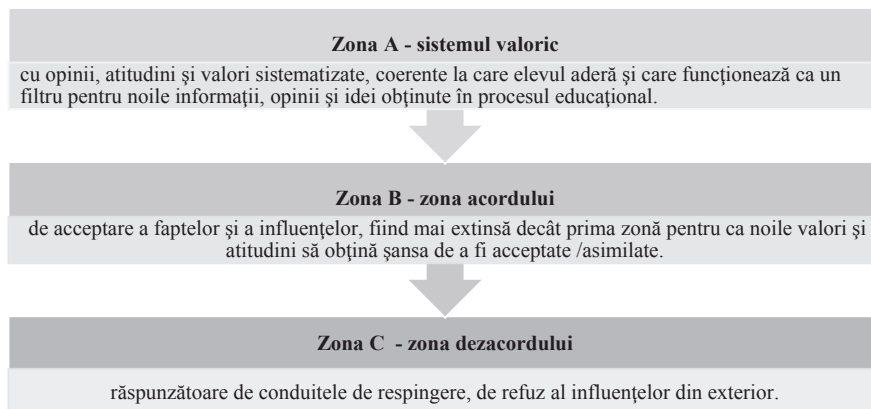 Zona A - sistemul valoric
cu opinii, atitudini şi valori sistematizate, coerente la care elevul aderă şi care funcţionează ca un
filtru pentru noile informaţii, opinii şi idei obţinute în procesul educaţional.
Zona B - zona acordului
de acceptare a faptelor şi a influenţelor, fiind mai extinsă decât prima zonă pentru ca noile valori şi
atitudini să obţină şansa de a fi acceptate /asimilate.
Zona C - zona dezacordului
răspunzătoare de conduitele de respingere, de refuz al influenţelor din exterior.